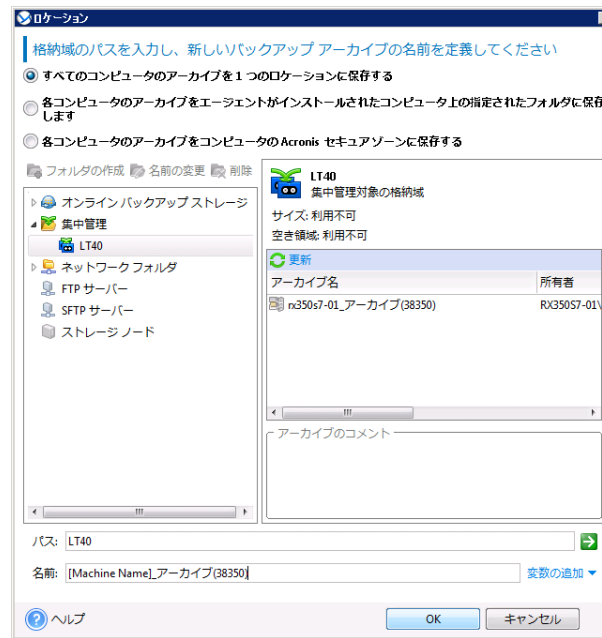 ロケーション
格納域のパスを入力し、新しいバックアップ アーカイブの名前を定義してください
すべてのコンピュータのアーカイブを1つのロケーションに保存する
各コンピュータのアーカイブをエージェントがインストールされたコンピュータ上の指定されたフォルダに保存
します
各コンピュータのアーカイブをコンピュータの Acronis セキュアゾーンに保存する
フォルダの作成 名前の変更 削除
オンライン バックアップ ストレージ
集中管理
LT40
ネットワーク フォルダ
FTP サーバー
SFTP サーバー
ストレージ ノード
LT40
集中管理対象の格納域
サイズ: 利用不可
空き領域: 利用不可
更新
アーカイブ名 所有者
rx350s7-01_アーカイブ(38350) RX350S7-01\
アーカイブのコメント
パス: LT40
名前: [Machine Name]_アーカイブ(38350)
変数の追加
ヘルプ OK キャンセル